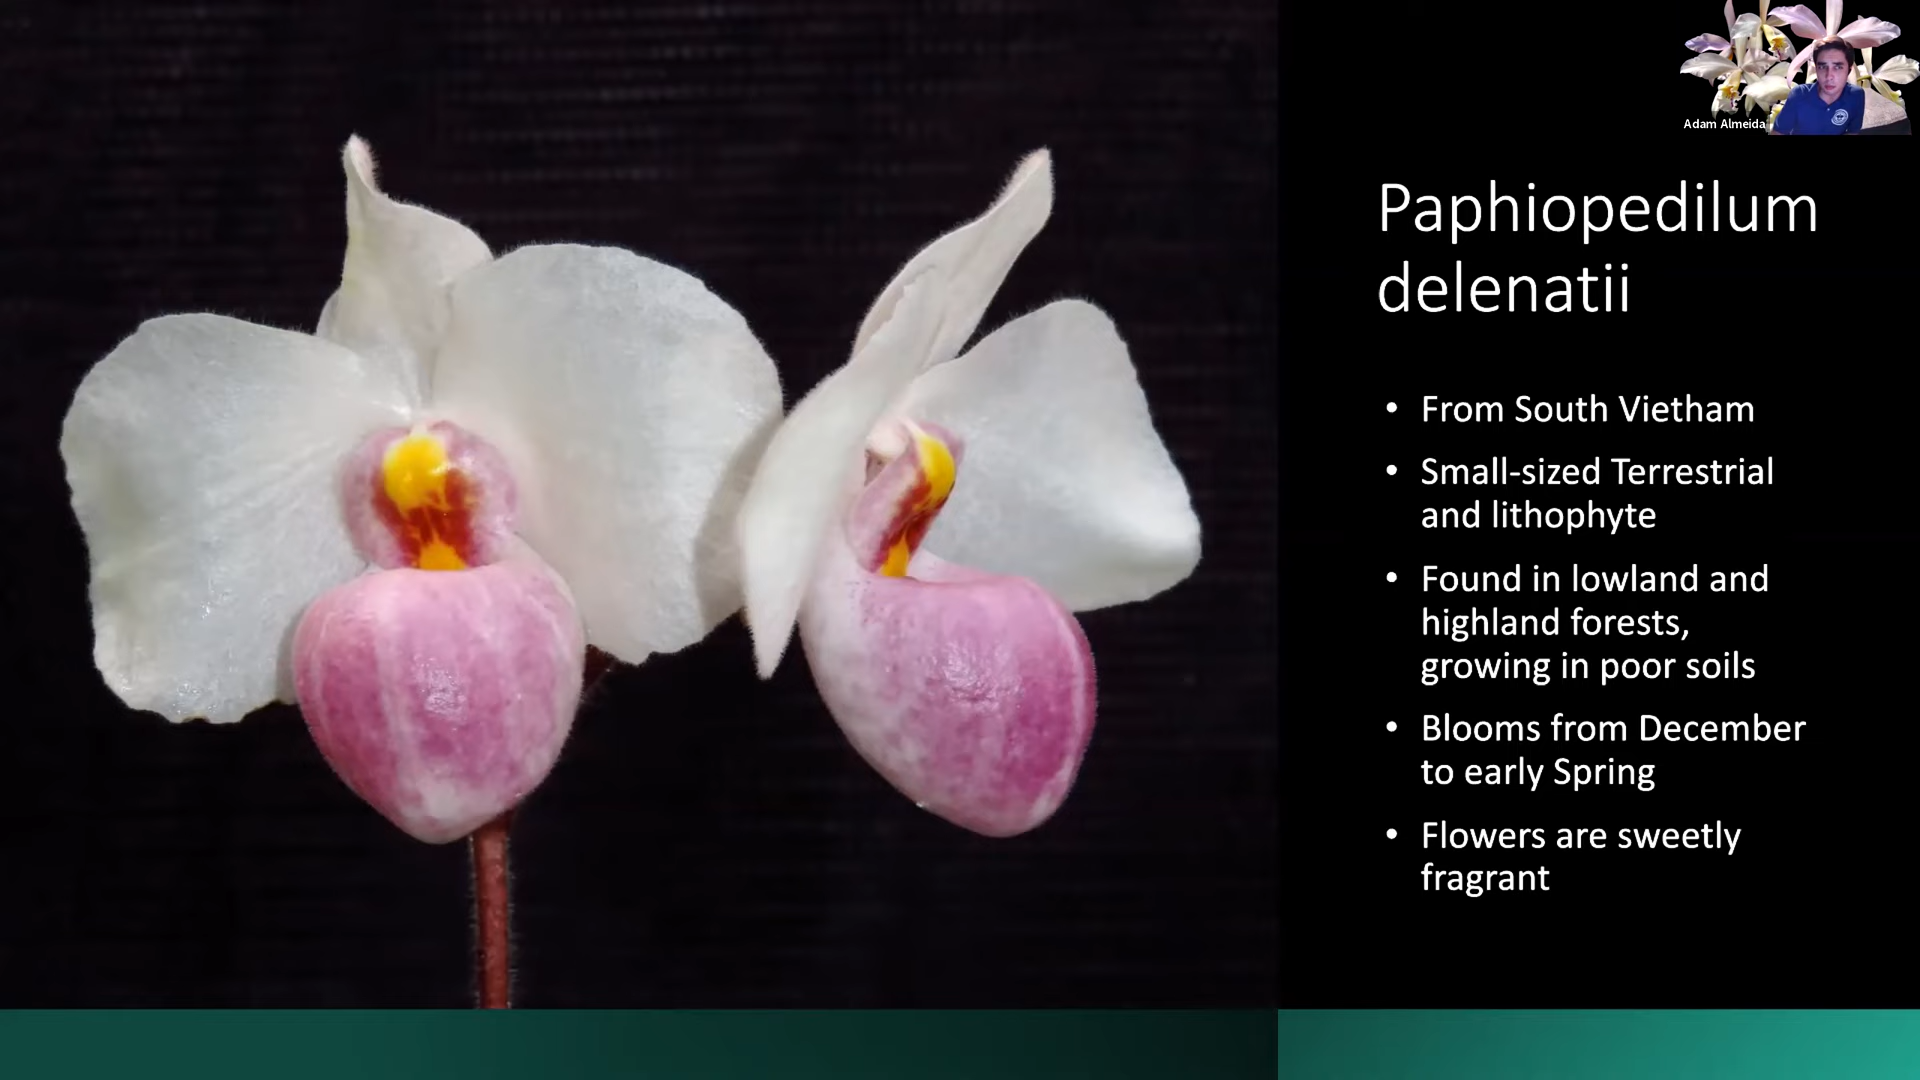 Adam Almeida
Paphiopedilum
delenatii
• From South Vietham
• Small-sized Terrestrial
and lithophyte
• Found in lowland and
highland forests,
growing in poor soils
• Blooms from December
to early Spring
• Flowers are sweetly
fragrant